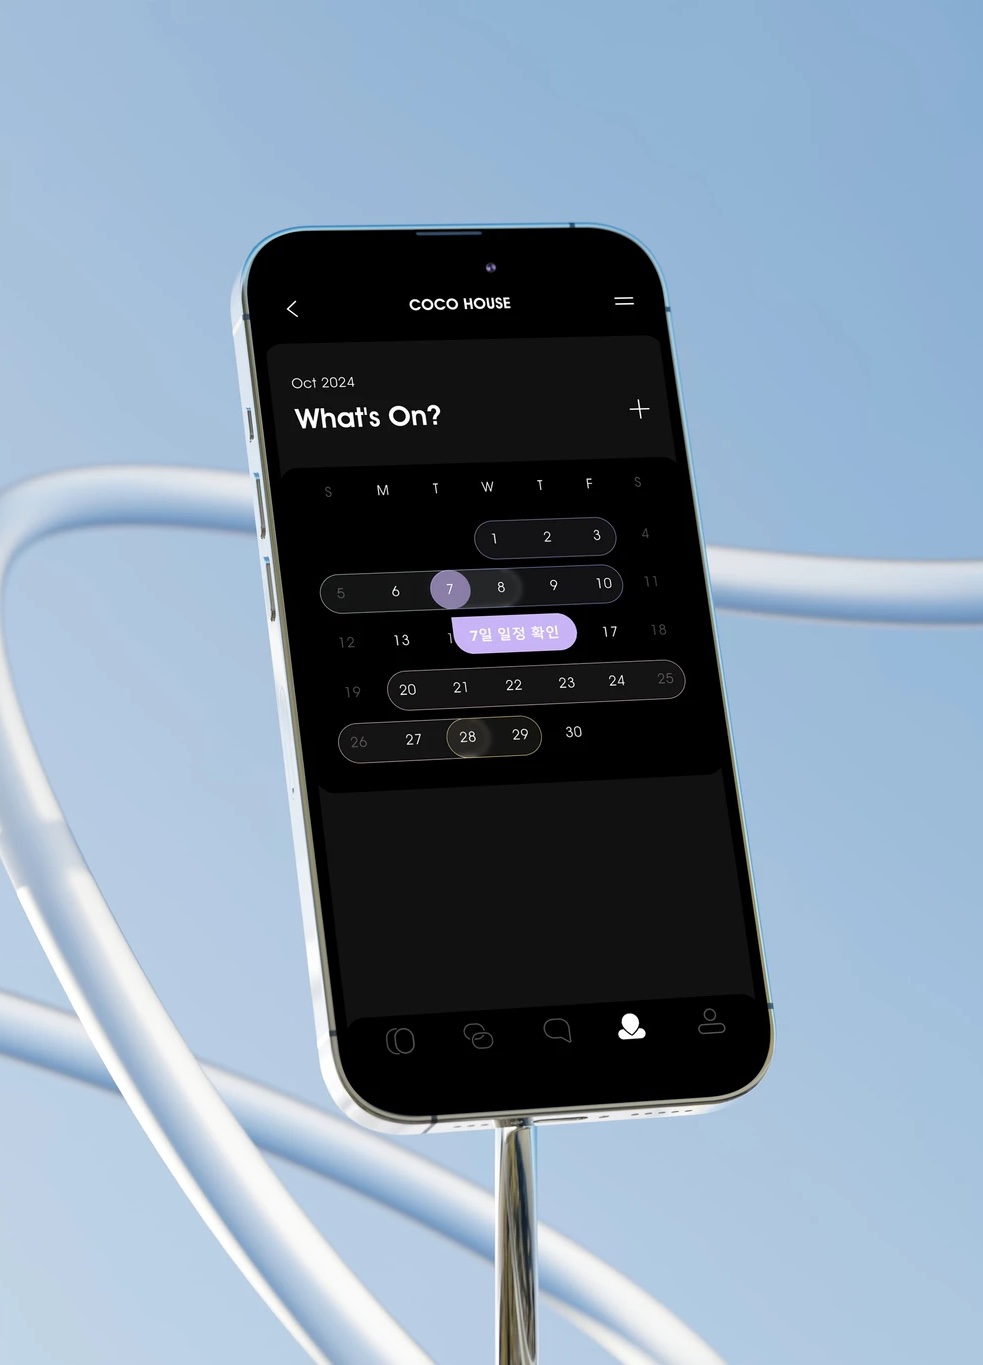 COCO HOUSE
Oct 2024
What's On?
S M T W T F S
1 2 3 4
5 6 7 8 9 10 11
12 13 17 18
7일 일정 확인
19 20 21 22 23 24 25
26 27 28 29 30